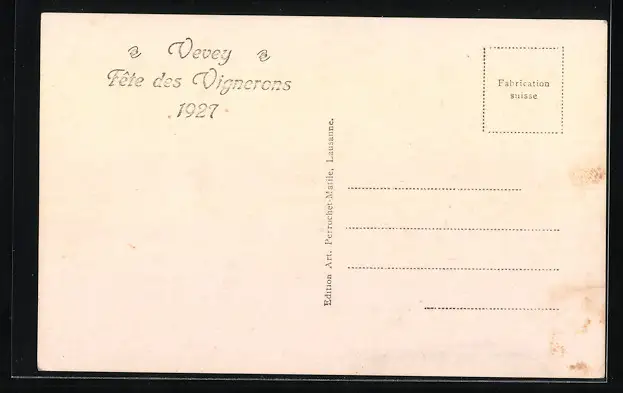 Vevey
Fête des Vignerons
1927
Edition Art. Perrochet-Matile, Lausanne.
Fabrication
suisse